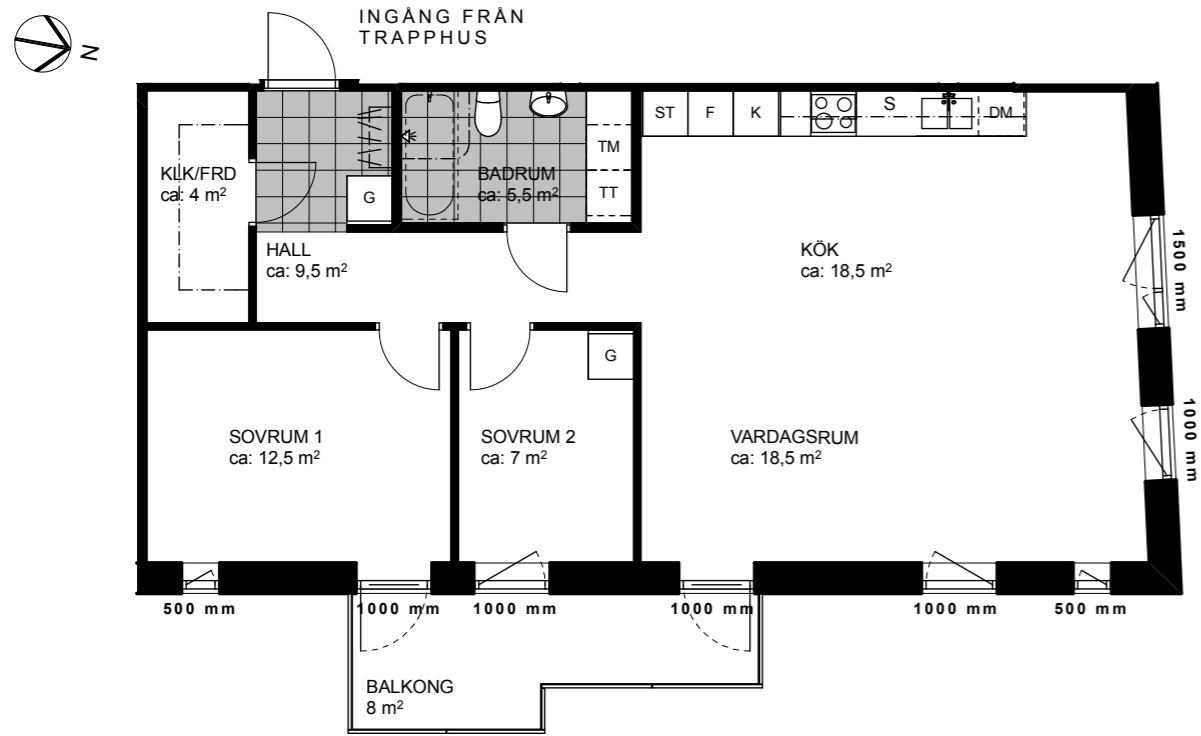 INGÅNG FRÅN
TRAPPHUS
N
ST
F
K
S
DM
KLK/FRD
ca: 4 m²
G
BADRUM
ca: 5,5 m²
TM
TT
HALL
ca: 9,5 m²
KÖK
ca: 18,5 m²
1500 mm
G
SOVRUM 1
ca: 12,5 m²
SOVRUM 2
ca: 7 m²
VARDAGSRUM
ca: 18,5 m²
1000 mm
500 mm
1000 mm
1000 mm
1000 mm
1000 mm
500 mm
BALKONG
8 m²